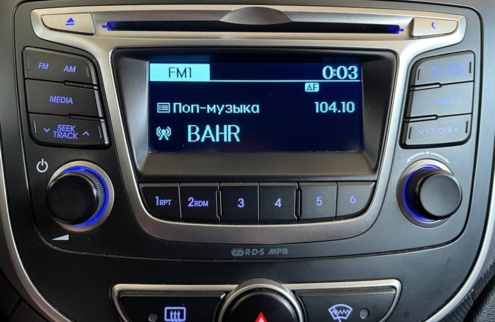 FM1 0:03
AF
Поп-музыка 104.10
BAHR
FM AM
MEDIA
SEEK
TRACK
1RPT 2RDM 3 4 5 6
R·D·S MP3